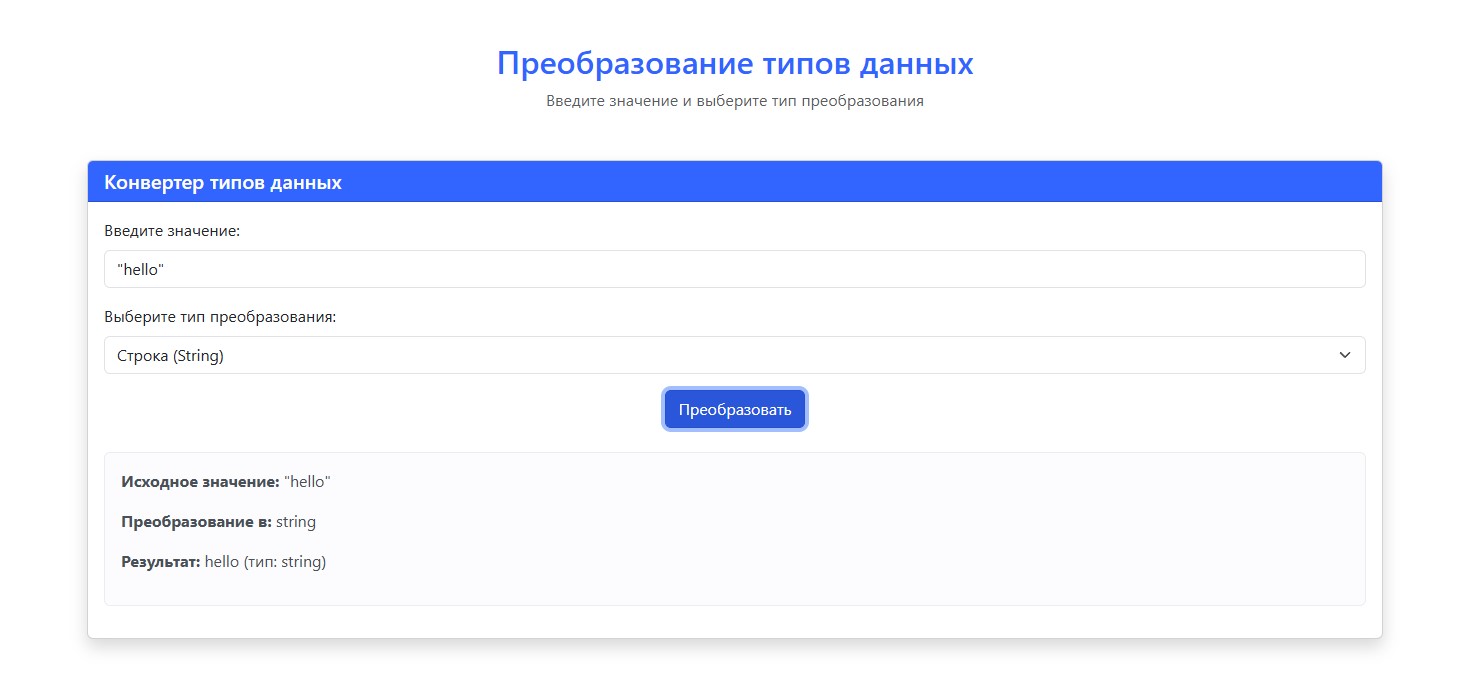 Преобразование типов данных
Введите значение и выберите тип преобразования
Конвертер типов данных
Введите значение:
"hello"
Выберите тип преобразования:
Строка (String)
Преобразовать
Исходное значение: "hello"
Преобразование в: string
Результат: hello (тип: string)